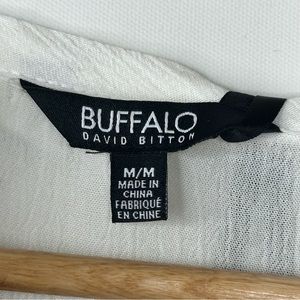 BUFFALO
DAVID BITTON
M/M
MADE IN
CHINA
FABRIQUÉ
EN CHINE